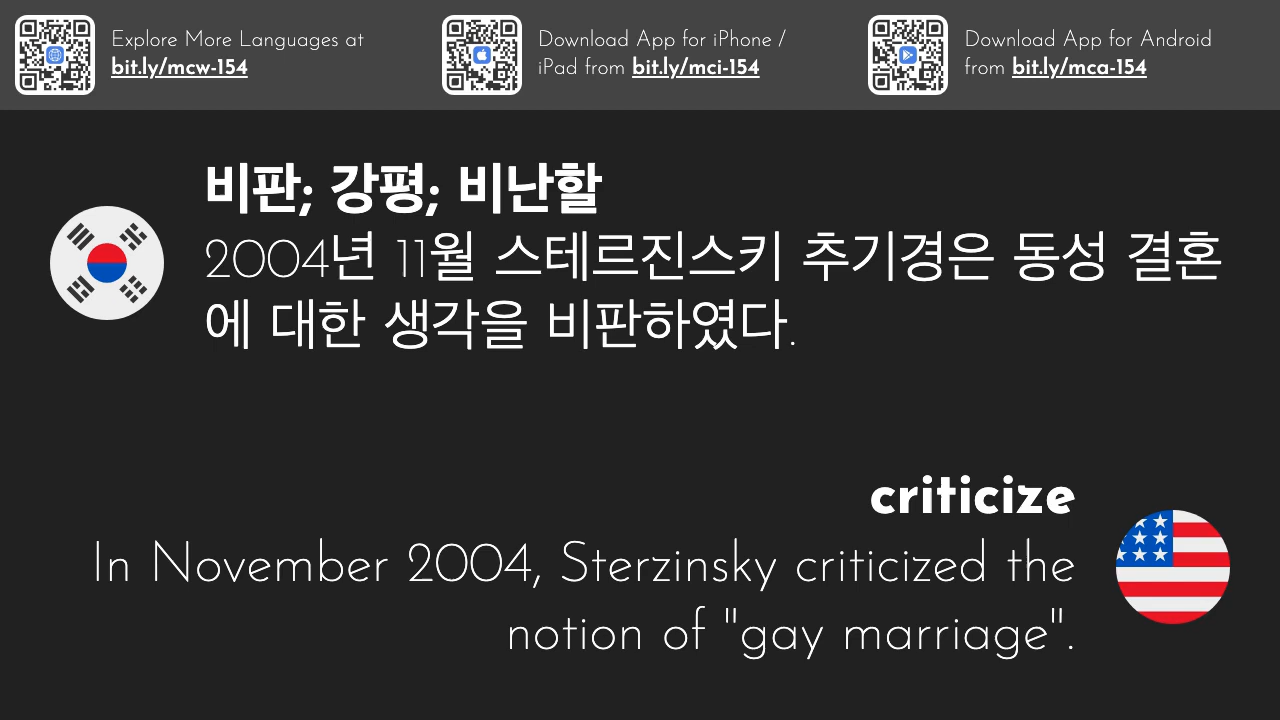 Explore More Languages at
bit.ly/mcw-154
Download App for iPhone /
iPad from bit.ly/mci-154
Download App for Android
from bit.ly/mca-154
비판; 강평; 비난할
2004년 11월 스테르진스키 추기경은 동성 결혼
에 대한 생각을 비판하였다.
criticize
In November 2004, Sterzinsky criticized the
notion of "gay marriage".